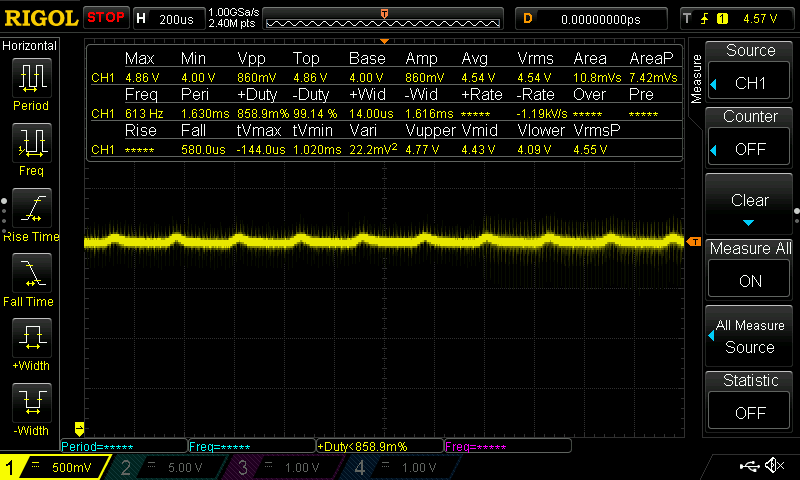 RIGOL STOP H 200us 1.00GSa/s 2.40M pts T D 0.00000000ps T 1 4.57 V
Horizontal
Period
Freq
Rise Time
Fall Time
+Width
-Width
Max Min Vpp Top Base Amp Avg Vrms Area AreaP
CH1 4.86 V 4.00 V 860mV 4.86 V 4.00 V 860mV 4.54 V 4.54 V 10.8mVs 7.42mVs
Freq Peri +Duty -Duty +Wid -Wid +Rate -Rate Over Pre
CH1 613 Hz 1.630ms 858.9m% 99.14 % 14.00us 1.616ms ***** -1.19kV/s ***** *****
Rise Fall tVmax tVmin Vari Vupper Vmid Vlower VrmsP
CH1 ***** 580.0us -144.0us 1.020ms 22.2mV² 4.77 V 4.43 V 4.09 V 4.55 V
T
Measure
Source
CH1
Counter
OFF
Clear
Measure All
ON
All Measure
Source
Statistic
OFF
Period=***** Freq=***** +Duty<858.9m% Freq=*****
1 500mV 2 5.00 V 3 1.00 V 4 1.00 V